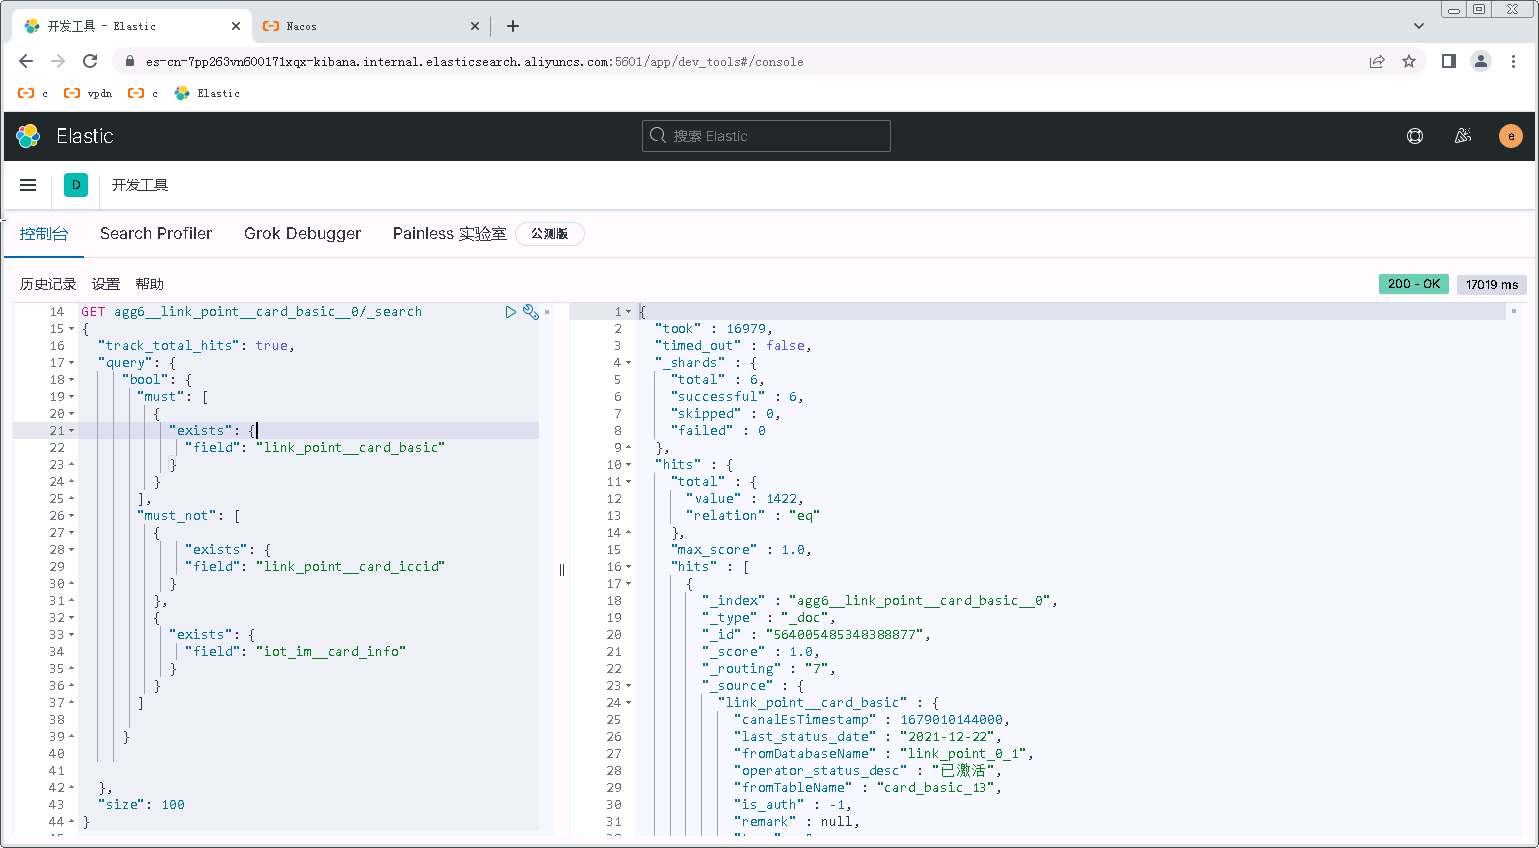 开发工具 - Elastic
Nacos
es-cn-7pp263vn600171xqx-kibana.internal.elasticsearch.aliyuncs.com:5601/app/dev_tools#/console
c vpdn c Elastic
Elastic
搜索 Elastic
e
D 开发工具
控制台 Search Profiler Grok Debugger Painless 实验室 公测版
历史记录 设置 帮助
200 - OK 17019 ms
14 GET agg6__link_point__card_basic__0/_search
15 {
16 "track_total_hits": true,
17 "query": {
18 "bool": {
19 "must": [
20 {
21 "exists": {
22 "field": "link_point__card_basic"
23 }
24 }
25 ],
26 "must_not": [
27 {
28 "exists": {
29 "field": "link_point__card_iccid"
30 }
31 },
32 {
33 "exists": {
34 "field": "iot_im__card_info"
35 }
36 }
37 ]
38
39 }
40
41
42 },
43 "size": 100
44 }
1 {
2 "took" : 16979,
3 "timed_out" : false,
4 "_shards" : {
5 "total" : 6,
6 "successful" : 6,
7 "skipped" : 0,
8 "failed" : 0
9 },
10 "hits" : {
11 "total" : {
12 "value" : 1422,
13 "relation" : "eq"
14 },
15 "max_score" : 1.0,
16 "hits" : [
17 {
18 "_index" : "agg6__link_point__card_basic__0",
19 "_type" : "_doc",
20 "_id" : "564005485348388877",
21 "_score" : 1.0,
22 "_routing" : "7",
23 "_source" : {
24 "link_point__card_basic" : {
25 "canalEsTimestamp" : 1679010144000,
26 "last_status_date" : "2021-12-22",
27 "fromDatabaseName" : "link_point_0_1",
28 "operator_status_desc" : "已激活",
29 "fromTableName" : "card_basic_13",
30 "is_auth" : -1,
31 "remark" : null,